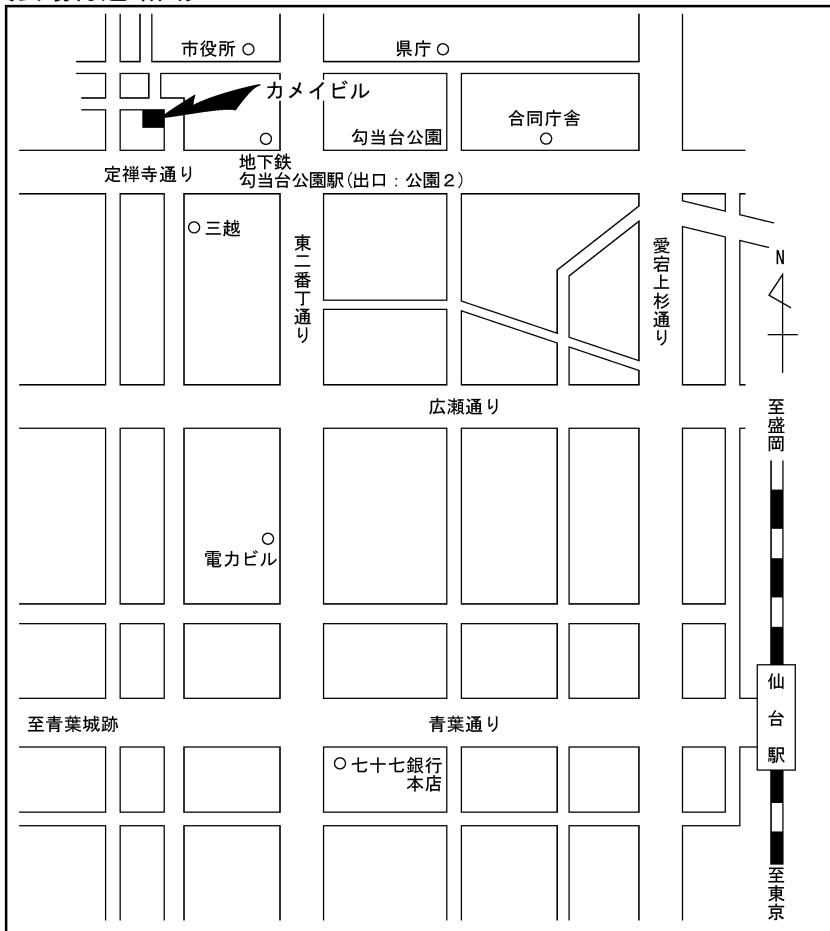 市役所
県庁
カメイビル
合同庁舎
勾当台公園
地下鉄
勾当台公園駅(出口：公園２)
定禅寺通り
三越
東二番丁通り
愛宕上杉通り
N
広瀬通り
至盛岡
電力ビル
仙台駅
至青葉城跡
青葉通り
七十七銀行
本店
至東京